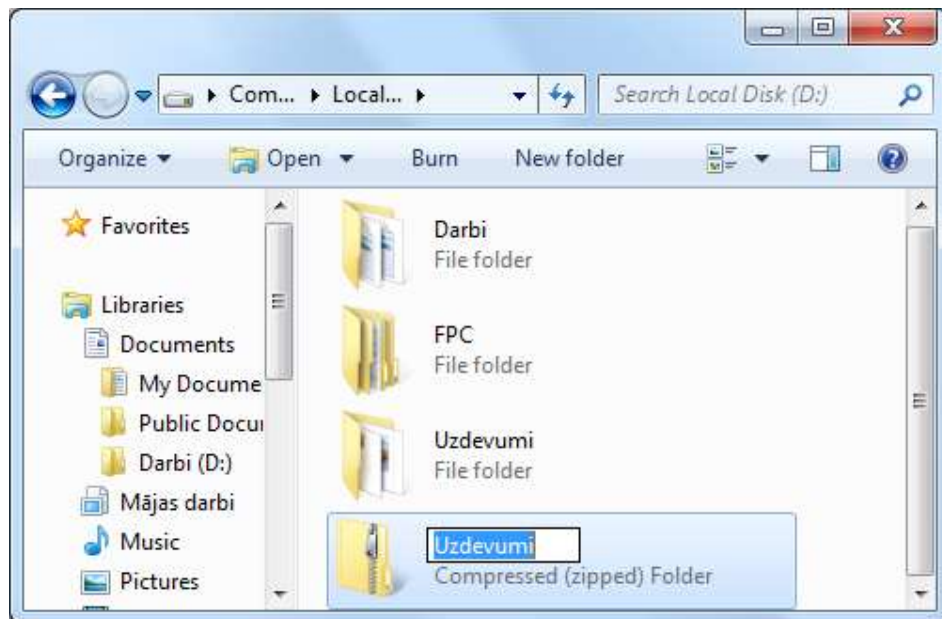 Com... Local... Search Local Disk (D:)
Organize Open Burn New folder
Favorites
Libraries
Documents
My Docume
Public Docu
Darbi (D:)
Mājas darbi
Music
Pictures
Darbi
File folder
FPC
File folder
Uzdevumi
File folder
Uzdevumi
Compressed (zipped) Folder